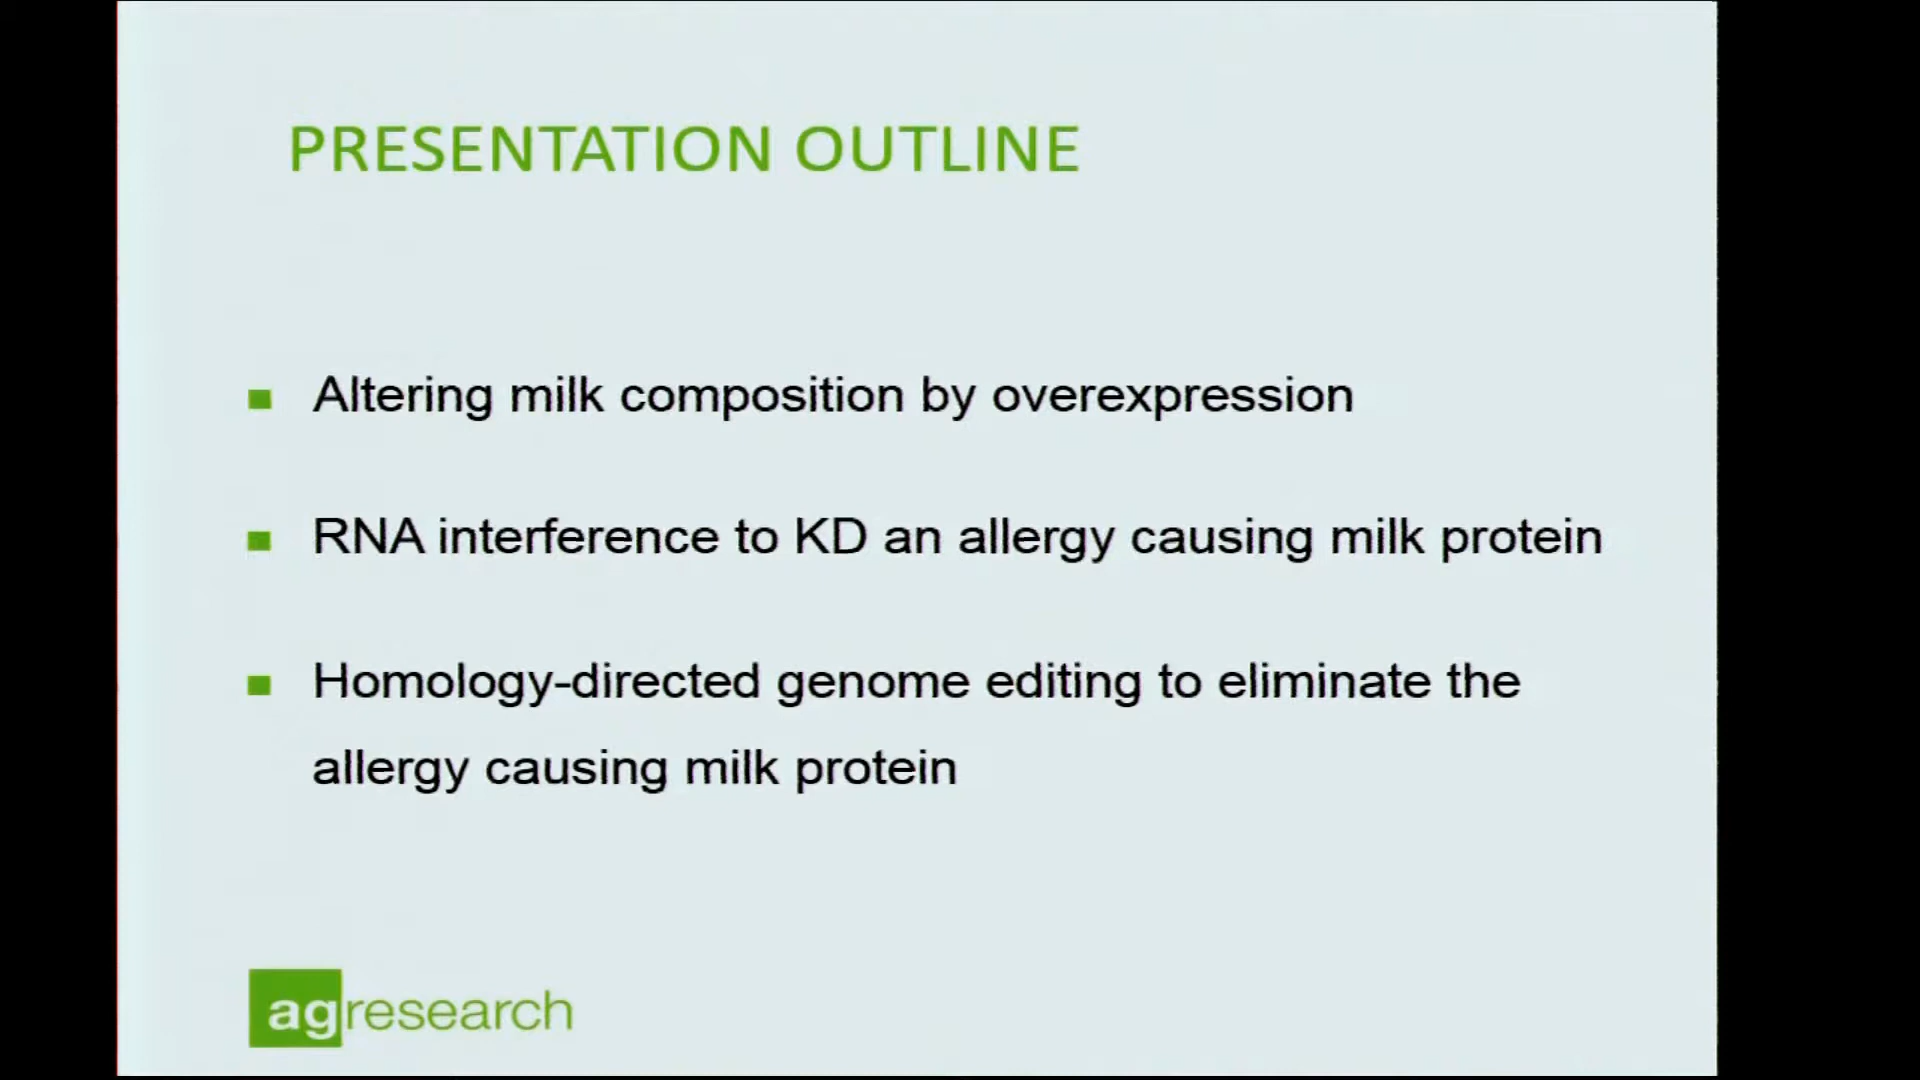 PRESENTATION OUTLINE
Altering milk composition by overexpression
RNA interference to KD an allergy causing milk protein
Homology-directed genome editing to eliminate the
allergy causing milk protein
agresearch